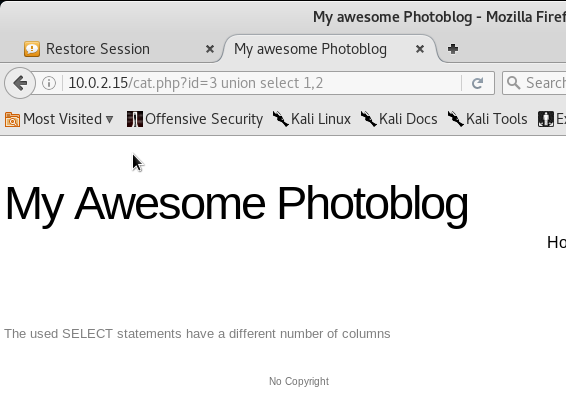 My awesome Photoblog - Mozilla Firef
Restore Session
My awesome Photoblog
10.0.2.15/cat.php?id=3 union select 1,2
Search
Most Visited
Offensive Security
Kali Linux
Kali Docs
Kali Tools
Ex
My Awesome Photoblog
Ho
The used SELECT statements have a different number of columns
No Copyright